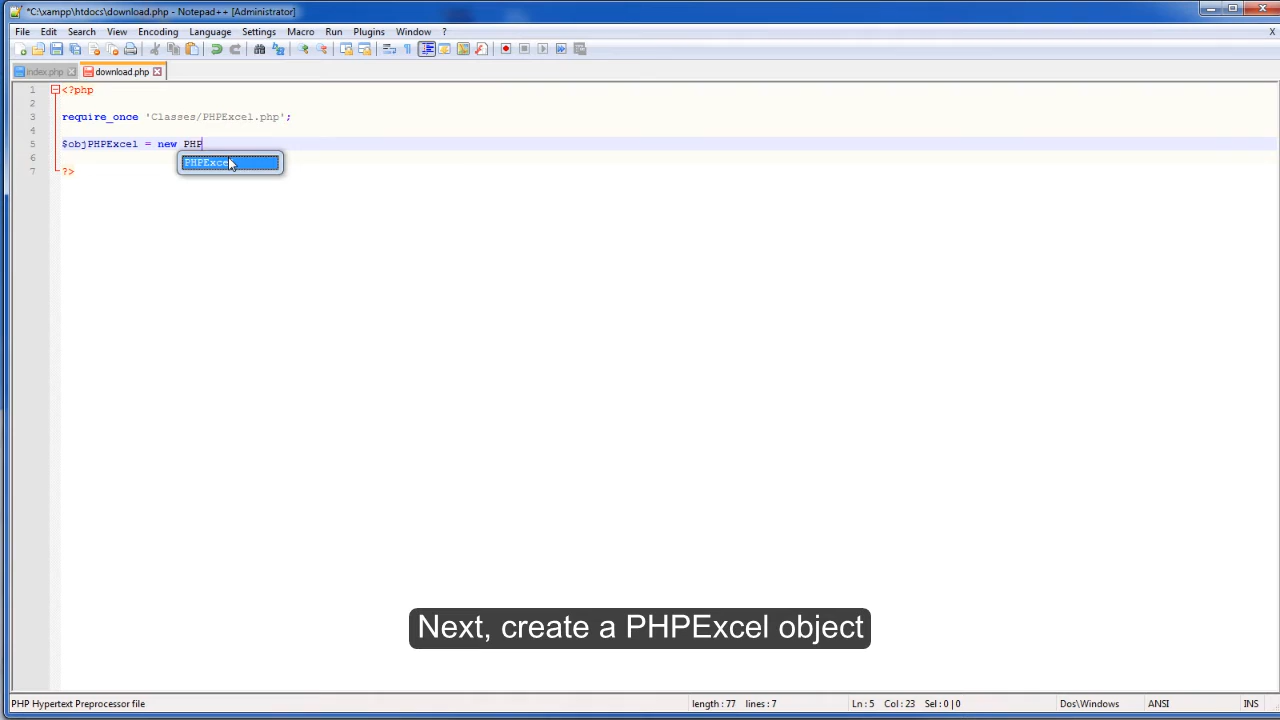 *C:\xampp\htdocs\download.php - Notepad++ [Administrator]
File Edit Search View Encoding Language Settings Macro Run Plugins Window ? X
index.php download.php
1 <?php
2
3 require_once 'Classes/PHPExcel.php';
4
5 $objPHPExcel = new PHP
6 PHPExcel
7 ?>
Next, create a PHPExcel object
PHP Hypertext Preprocessor file length : 77 lines : 7 Ln : 5 Col : 23 Sel : 0 | 0 Dos\Windows ANSI INS